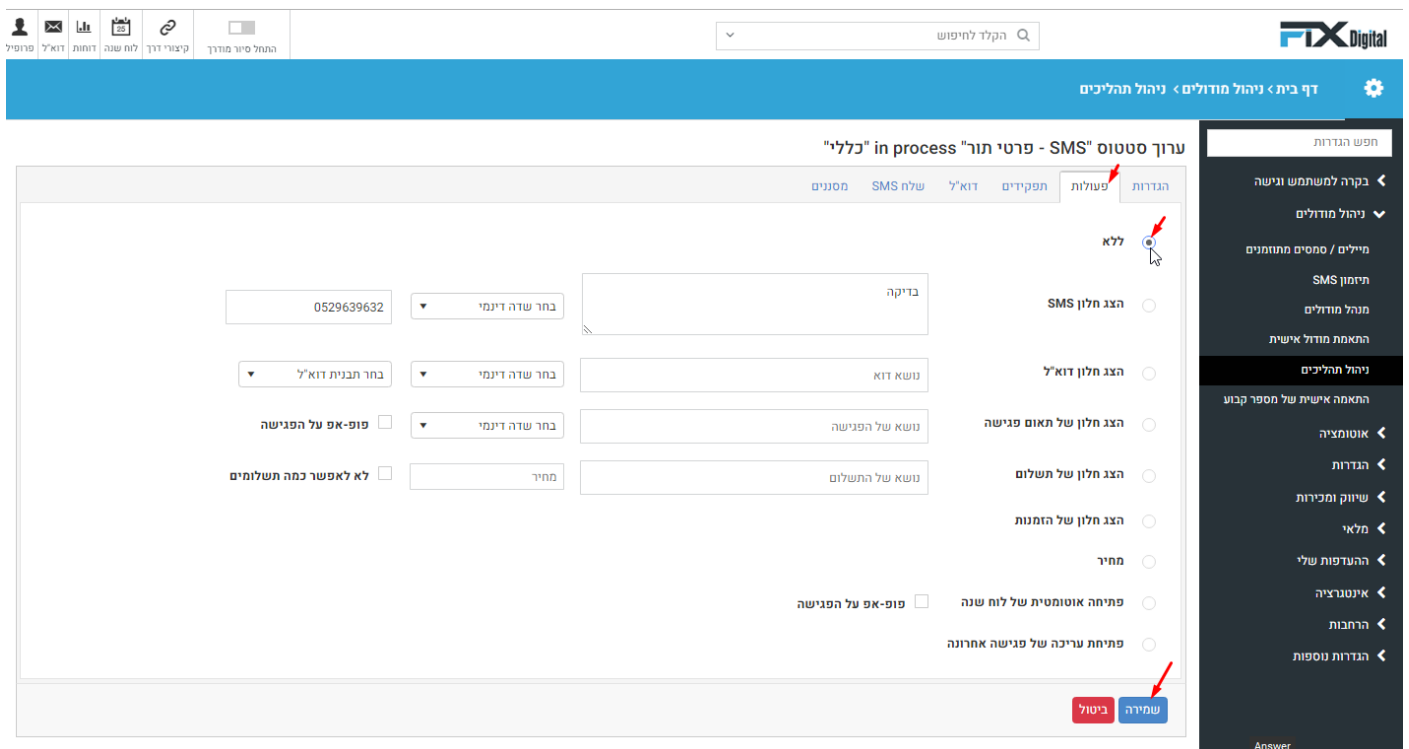 FIX Digital
הקלד לחיפוש
התחל סיור מודרך
קיצורי דרך
לוח שנה
25
דוחות
דוא"ל
פרופיל
דף בית > ניהול מודולים > ניהול תהליכים
חפש הגדרות
בקרה למשתמש וגישה
ניהול מודולים
מיילים / סמסים מתוזמנים
תיזמון SMS
מנהל מודולים
התאמת מודול אישית
ניהול תהליכים
התאמה אישית של מספר קבוע
אוטומציה
הגדרות
שיווק ומכירות
מלאי
ההעדפות שלי
אינטגרציה
הרחבות
הגדרות נוספות
Answer
ערוך סטטוס "SMS - פרטי תור" in process "כללי"
הגדרות פעולות תפקידים דוא"ל שלח SMS מסננים
ללא
הצג חלון SMS בדיקה בחר שדה דינמי 0529639632
הצג חלון דוא"ל נושא דוא בחר שדה דינמי בחר תבנית דוא"ל
הצג חלון של תאום פגישה נושא של הפגישה בחר שדה דינמי פופ-אפ על הפגישה
הצג חלון של תשלום נושא של התשלום מחיר לא לאפשר כמה תשלומים
הצג חלון של הזמנות
מחיר
פתיחה אוטומטית של לוח שנה פופ-אפ על הפגישה
פתיחת עריכה של פגישה אחרונה
שמירה ביטול